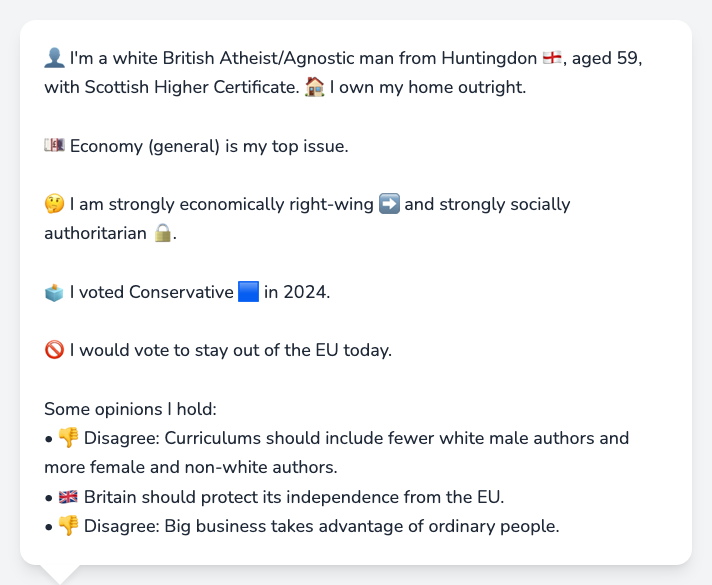 👤 I'm a white British Atheist/Agnostic man from Huntingdon 🏴󠁧󠁢󠁥󠁮󠁧󠁿, aged 59,
with Scottish Higher Certificate. 🏠 I own my home outright.
💷 Economy (general) is my top issue.
🤔 I am strongly economically right-wing ➡️ and strongly socially
authoritarian 🔒.
🗳️ I voted Conservative 🟦 in 2024.
🚫 I would vote to stay out of the EU today.
Some opinions I hold:
• 👎 Disagree: Curriculums should include fewer white male authors and
more female and non-white authors.
• 🇬🇧 Britain should protect its independence from the EU.
• 👎 Disagree: Big business takes advantage of ordinary people.